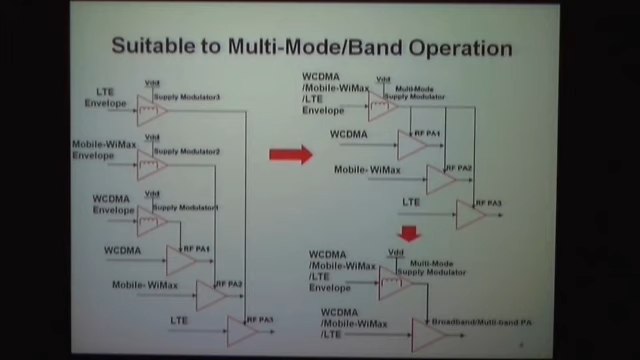 Suitable to Multi-Mode/Band Operation
LTE
Envelope
Vdd
Supply Modulator3
Mobile-WiMax
Envelope
Vdd
Supply Modulator2
WCDMA
Envelope
Vdd
Supply Modulator1
WCDMA
RF PA1
Mobile-WiMax
RF PA2
LTE
RF PA3
WCDMA
/Mobile-WiMax
/LTE
Envelope
Vdd
Multi-Mode
Supply Modulator
WCDMA
RF PA1
Mobile-WiMax
RF PA2
LTE
RF PA3
WCDMA
/Mobile-WiMax
/LTE
Envelope
Vdd
Multi-Mode
Supply Modulator
WCDMA
/Mobile-WiMax
/LTE
Broadband/Multi-band PA
4